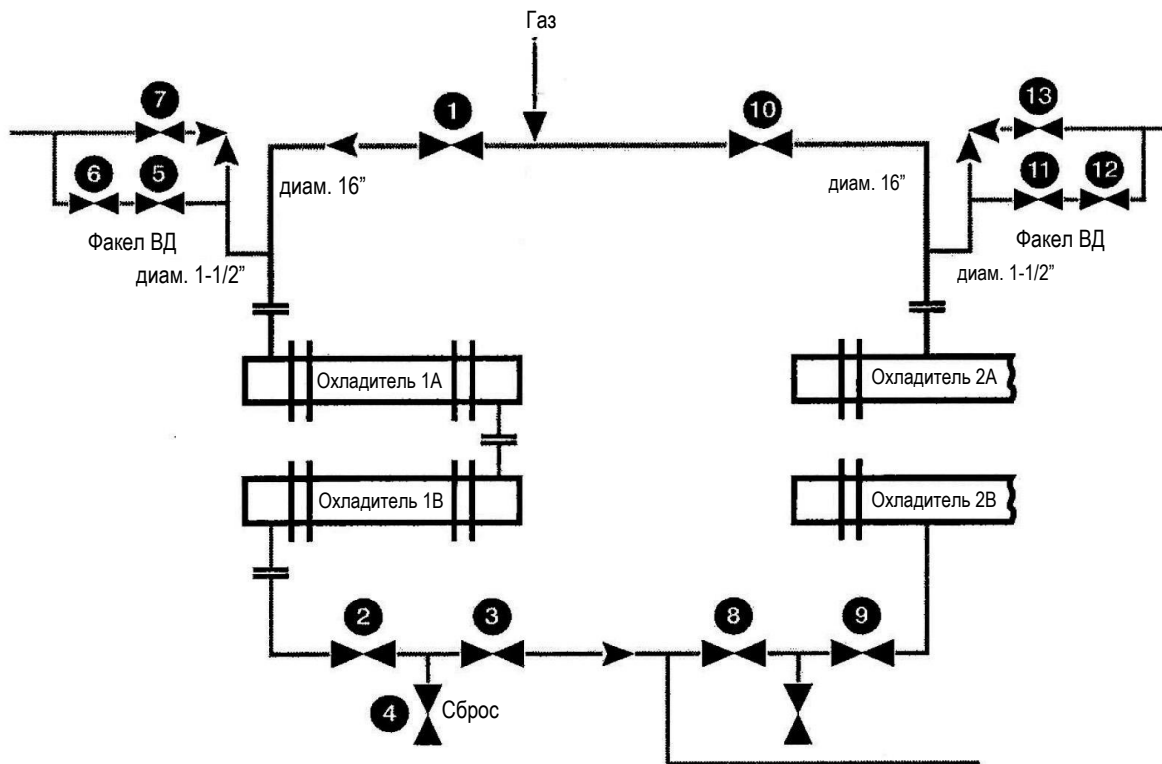 Газ
7
1
10
13
6
5
11
12
диам. 16”
диам. 16”
Факел ВД
Факел ВД
диам. 1-1/2”
диам. 1-1/2”
Охладитель 1А
Охладитель 2А
Охладитель 1В
Охладитель 2В
2
3
8
9
4
Сброс